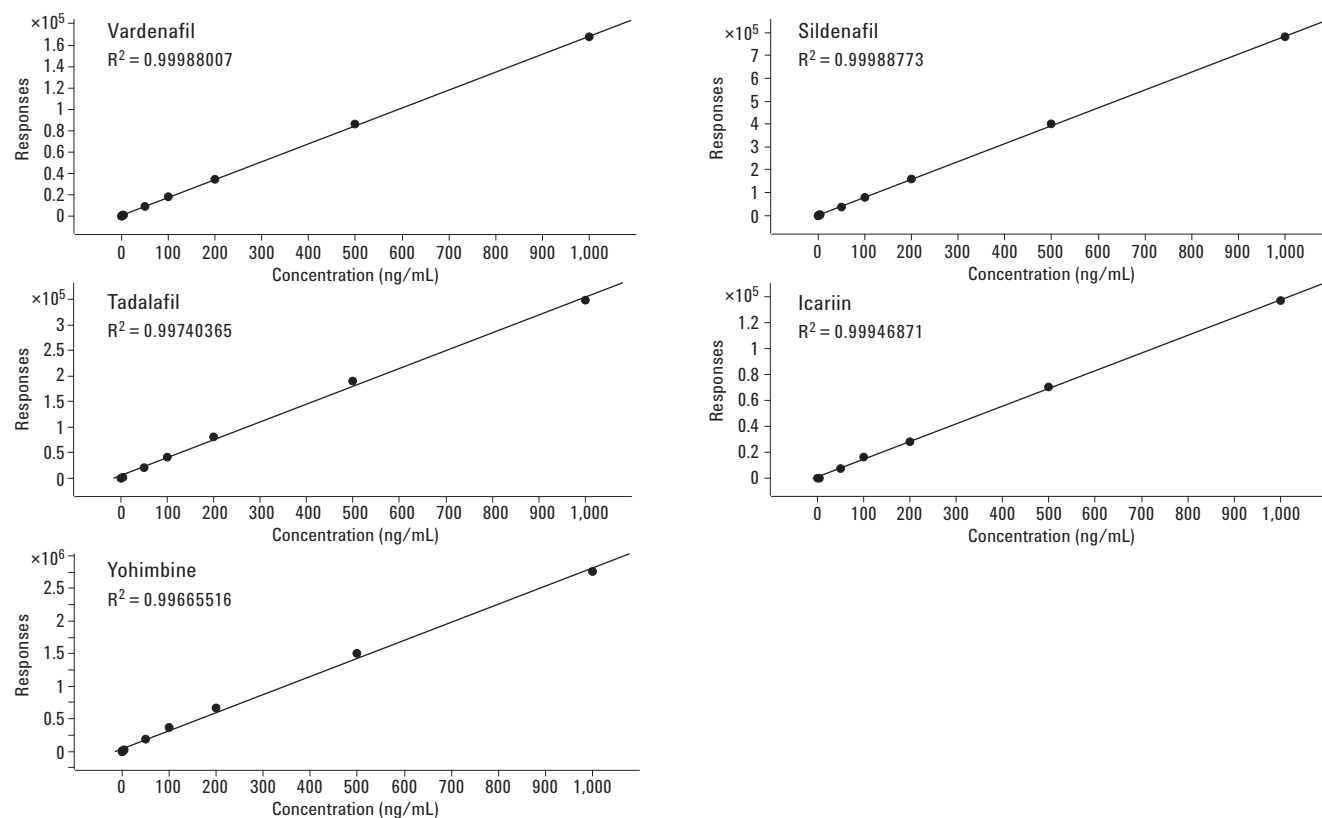 ×10⁵
Vardenafil
R² = 0.99988007
1.6
1.4
1.2
1
0.8
0.6
0.4
0.2
0
Responses
0 100 200 300 400 500 600 700 800 900 1,000
Concentration (ng/mL)
×10⁵
Sildenafil
R² = 0.99988773
7
6
5
4
3
2
1
0
Responses
0 100 200 300 400 500 600 700 800 900 1,000
Concentration (ng/mL)
×10⁵
Tadalafil
R² = 0.99740365
3
2.5
2
1.5
1
0.5
0
Responses
0 100 200 300 400 500 600 700 800 900 1,000
Concentration (ng/mL)
×10⁵
Icariin
R² = 0.99946871
1.2
1
0.8
0.6
0.4
0.2
0
Responses
0 100 200 300 400 500 600 700 800 900 1,000
Concentration (ng/mL)
×10⁶
Yohimbine
R² = 0.99665516
2.5
2
1.5
1
0.5
0
Responses
0 100 200 300 400 500 600 700 800 900 1,000
Concentration (ng/mL)